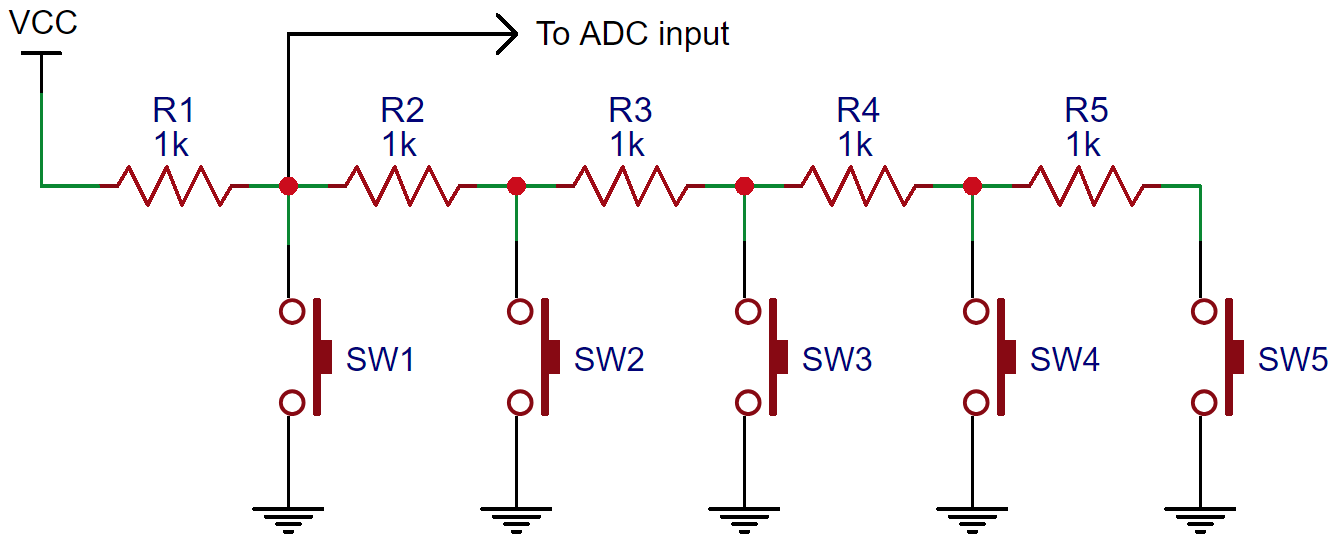 VCC
To ADC input
R1
1k
R2
1k
R3
1k
R4
1k
R5
1k
SW1
SW2
SW3
SW4
SW5